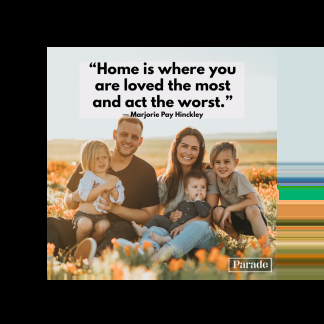 “Home is where you
are loved the most
and act the worst.”
— Marjorie Pay Hinckley
Parade